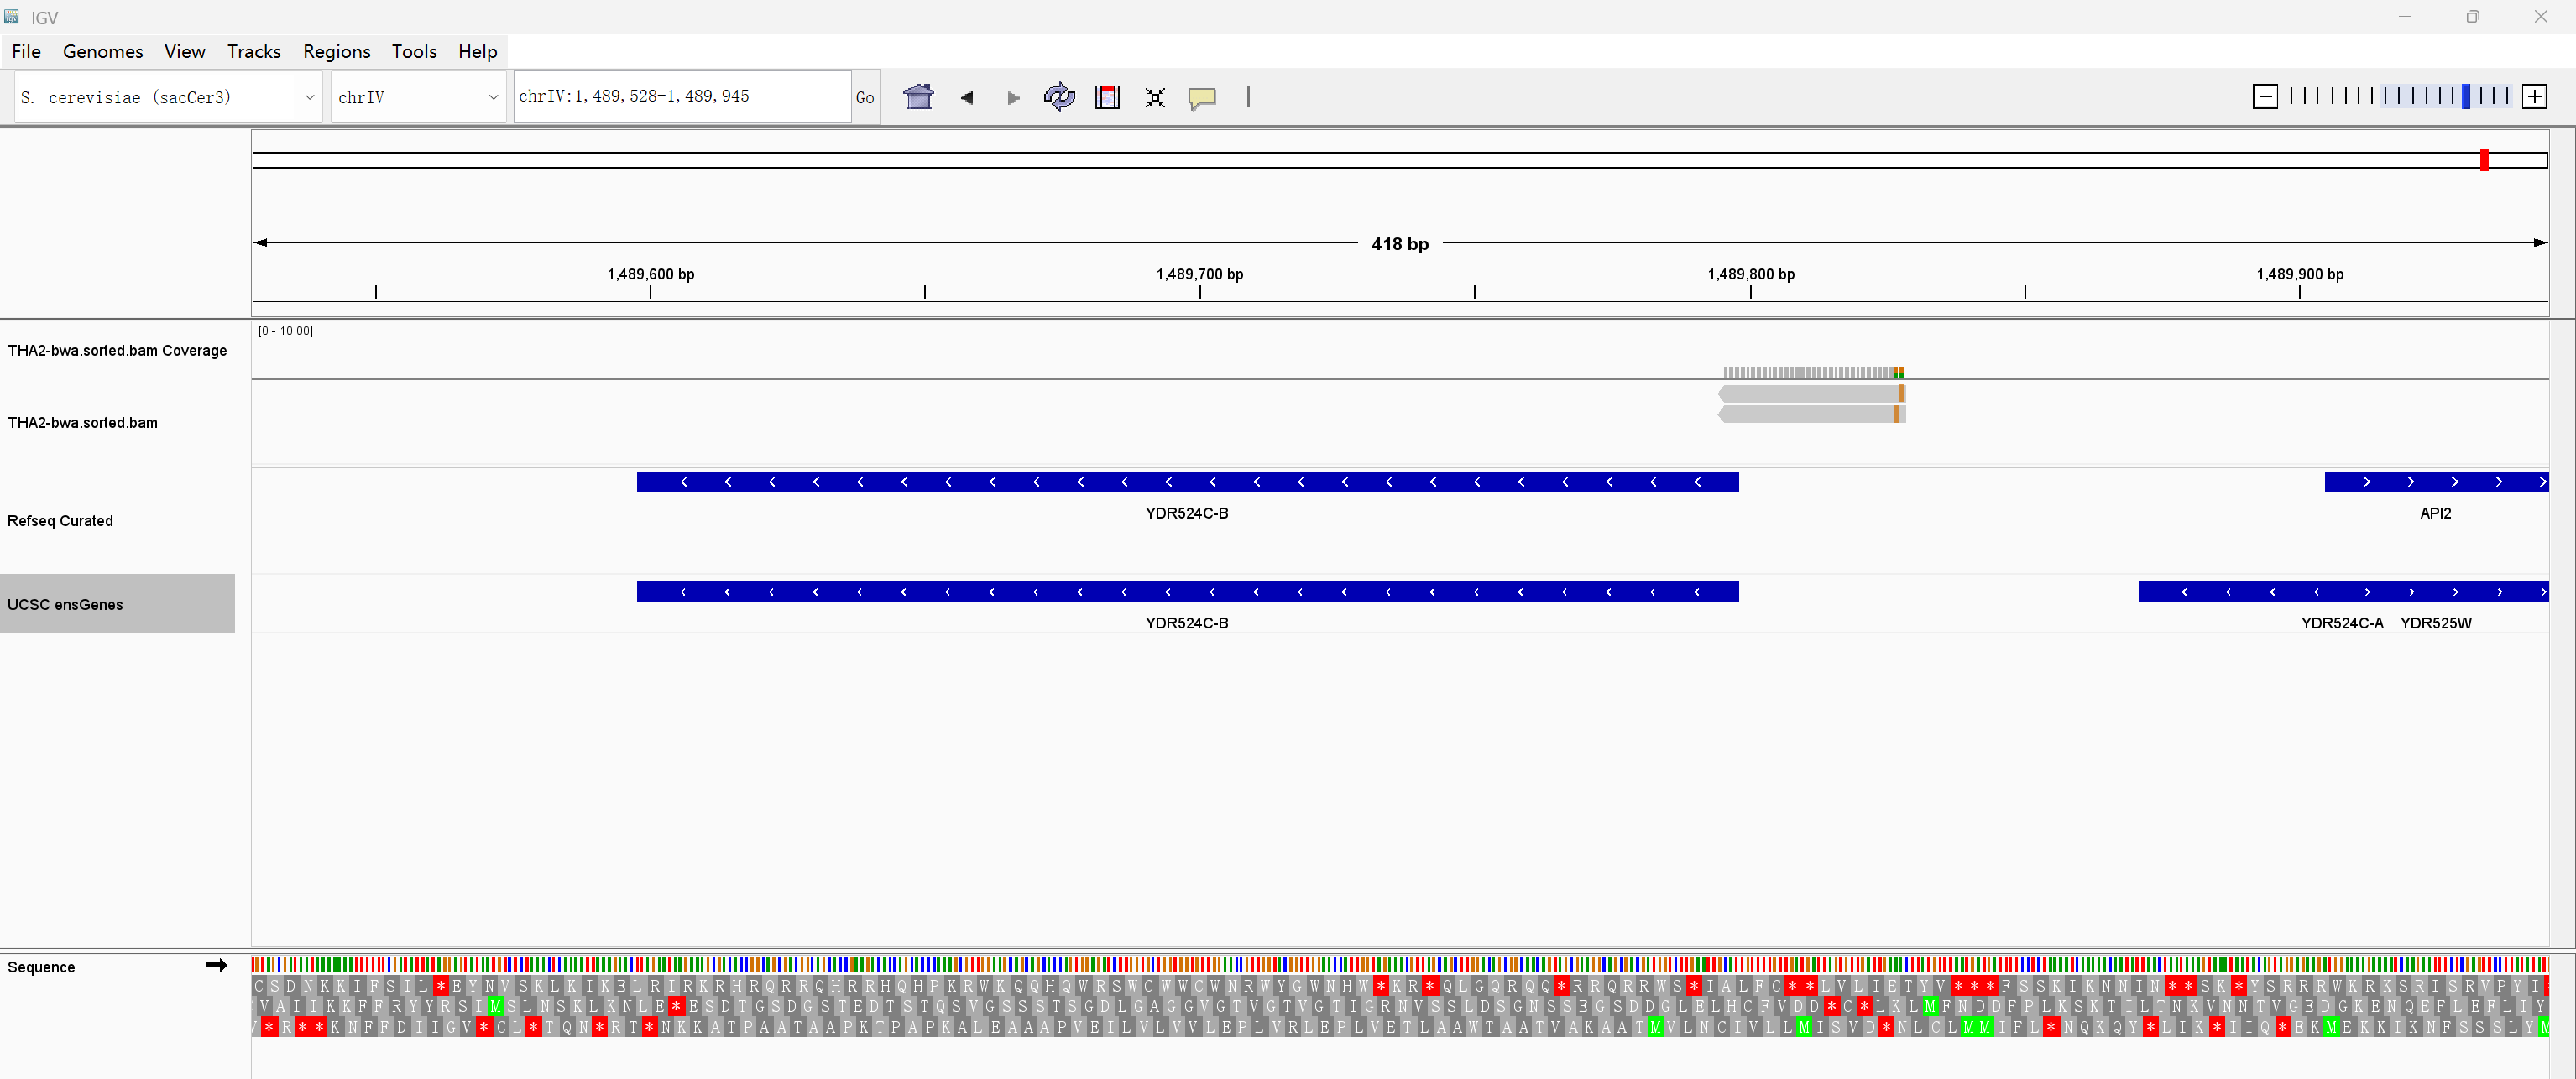 IGV
File Genomes View Tracks Regions Tools Help
S. cerevisiae (sacCer3) chrIV chrIV:1,489,528-1,489,945 Go
418 bp
1,489,600 bp 1,489,700 bp 1,489,800 bp 1,489,900 bp
[0 - 10.00]
THA2-bwa.sorted.bam Coverage
THA2-bwa.sorted.bam
YDR524C-B API2
Refseq Curated
UCSC ensGenes
YDR524C-B YDR524C-A YDR525W
Sequence
CSDNKKIFSIL*EYNVSKLKIKELRIRKRHRQRRQHRRHQHPKRWKQQHQWRSWCWWCWNRWYGWNHW*KR*QLGQRQQ*RRQRRWS*IALFC**LVLIETYV***FSSKIKNNIN**SK*YSRRRWKRKSRISRVPYI
VAIIKKFFRYYRSIMSLNSKLKNLE*ESDTGSDGSTEDTSTQSVGSSSTSGDLGAGGVGTVGTVGTIGRNVSSLDSGNSSEGSDDGLELHCFVDD*C*LKLMFNDDFPLKSKTILTNKVNNTVGEDGKENQEFLEFLIY
*R**KNFFDIIGV*CL*TQN*RT*NKKATPAATAAPKTPAPKALEAAAPVEILVLVVLEPLVRLEPLVETLAAWTAATVAKAATMVLNCIVLLMISVD*NLCLMMIFL*NQKQY*LIK*IIQ*EKMEKKIKNFSSSLYM